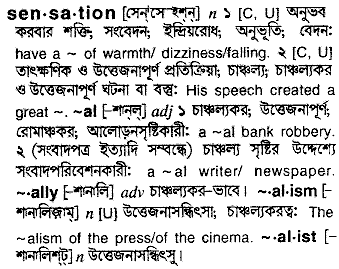 sen·sa·tion [সেন্‌সেইশ্‌ন্] n ১ [C, U] অনুভব
করবার শক্তি; সংবেদন; ইন্দ্রিয়বোধ; অনুভূতি; বেদন:
have a ~ of warmth/ dizziness/falling. ২ [C, U]
তাৎক্ষণিক ও উত্তেজনাপূর্ণ প্রতিক্রিয়া; চাঞ্চল্য; চাঞ্চল্যকর
ও উত্তেজনাপূর্ণ ঘটনা বা বস্তু: His speech created a
great ~. ~·al [–শান্‌ল্] adj ১ চাঞ্চল্যকর; উত্তেজনাপূর্ণ,
রোমাঞ্চকর; আলোড়নসৃষ্টিকারী: a ~al bank robbery.
২ (সংবাদপত্র ইত্যাদি সম্বন্ধে) চাঞ্চল্য সৃষ্টির উদ্দেশ্যে
সংবাদপরিবেশনকারী: a ~al writer/ newspaper.
~·ally [–শানালি] adv চাঞ্চল্যকর–ভাবে। ~·al·ism [–
শানালিজ়াম্] n [U] উত্তেজনাসন্ধিৎসা; চাঞ্চল্যকরত্ব: The
~alism of the press/of the cinema. ~·al·ist [–
শানালিস্ট্] n উত্তেজনাসন্ধিৎসু।